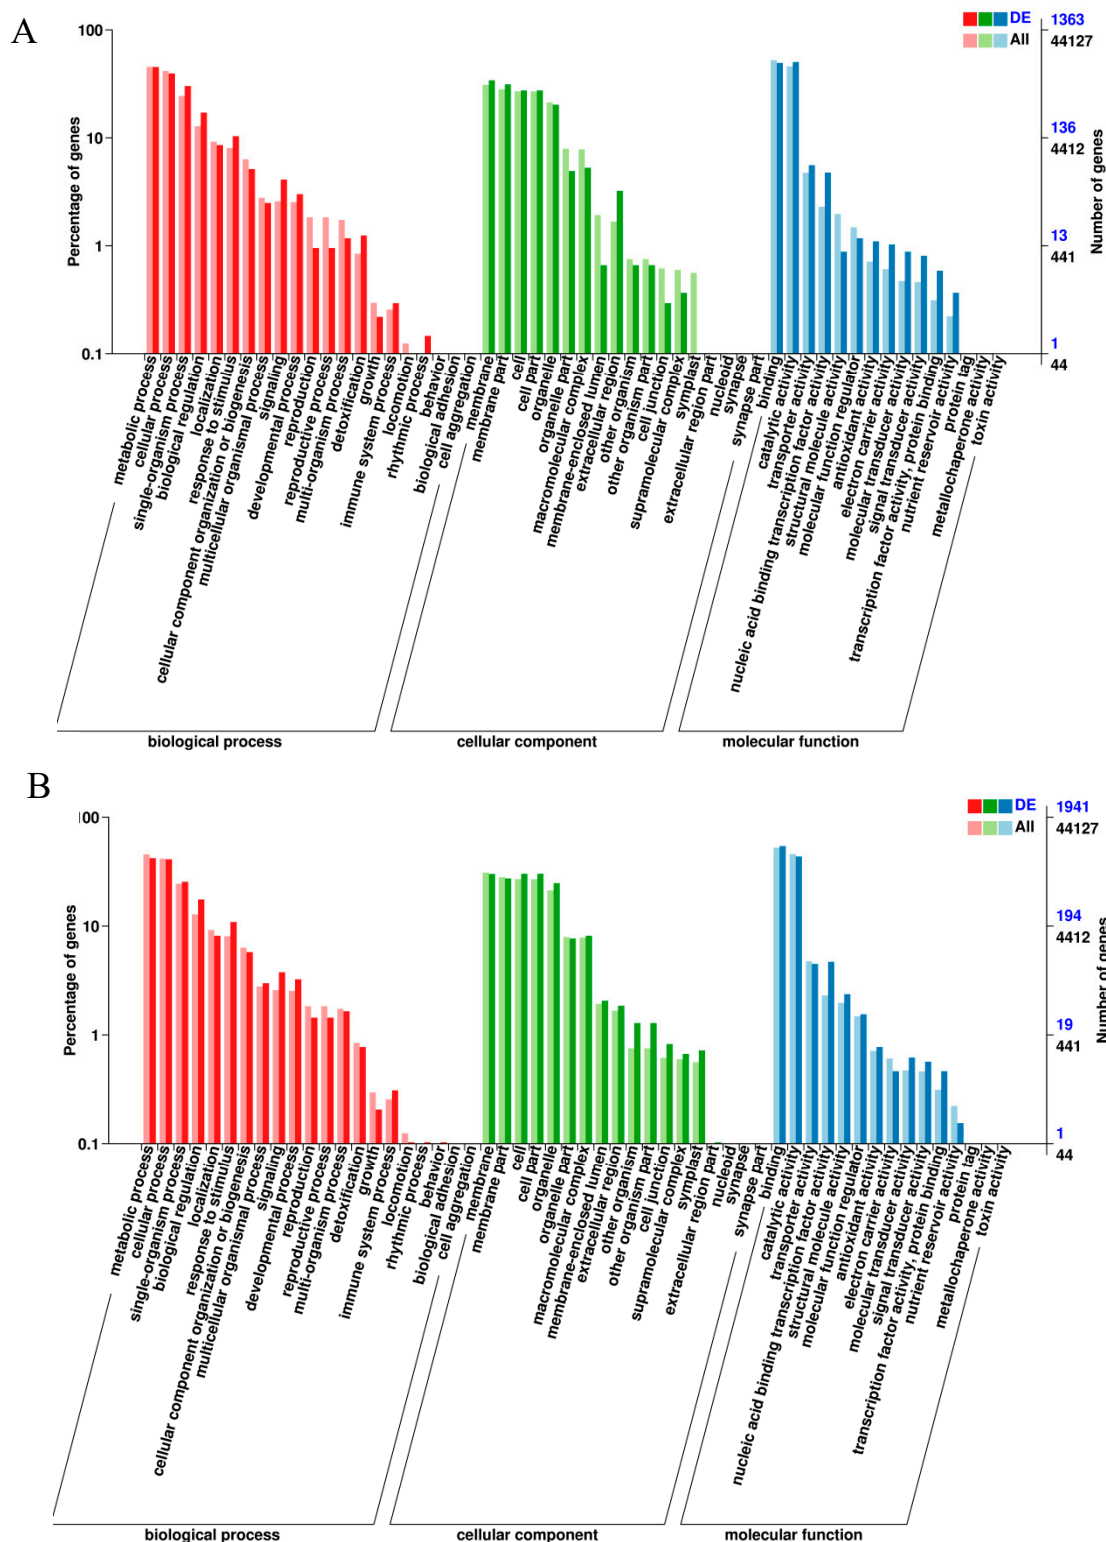 A
100
10
1
0.1
Percentage of genes
DE
All
1363
44127
136
4412
13
441
1
44
Number of genes
metabolic process
cellular process
single-organism process
biological regulation
localization
response to stimulus
cellular component organization or biogenesis
multicellular organismal process
signaling
developmental process
reproduction
reproductive process
multi-organism process
detoxification
growth
immune system process
locomotion
rhythmic process
behavior
biological adhesion
cell aggregation
membrane
membrane part
cell
cell part
organelle
organelle part
macromolecular complex
membrane-enclosed lumen
extracellular region
other organism
other organism part
cell junction
supramolecular complex
symplast
extracellular region part
nucleoid
synapse
synapse part
binding
catalytic activity
transporter activity
nucleic acid binding transcription factor activity
structural molecule activity
molecular function regulator
antioxidant activity
electron carrier activity
molecular transducer activity
signal transducer activity
transcription factor activity, protein binding
nutrient reservoir activity
protein tag
metallochaperone activity
toxin activity
biological process
cellular component
molecular function
B
00
10
1
0.1
Percentage of genes
DE
All
1941
44127
194
4412
19
441
1
44
Number of genes
metabolic process
cellular process
single-organism process
biological regulation
localization
response to stimulus
cellular component organization or biogenesis
multicellular organismal process
signaling
developmental process
reproduction
reproductive process
multi-organism process
detoxification
growth
immune system process
locomotion
rhythmic process
behavior
biological adhesion
cell aggregation
membrane
membrane part
cell
cell part
organelle
organelle part
macromolecular complex
membrane-enclosed lumen
extracellular region
other organism
other organism part
cell junction
supramolecular complex
symplast
extracellular region part
nucleoid
synapse
synapse part
binding
catalytic activity
transporter activity
nucleic acid binding transcription factor activity
structural molecule activity
molecular function regulator
antioxidant activity
electron carrier activity
molecular transducer activity
signal transducer activity
transcription factor activity, protein binding
nutrient reservoir activity
protein tag
metallochaperone activity
toxin activity
biological process
cellular component
molecular function